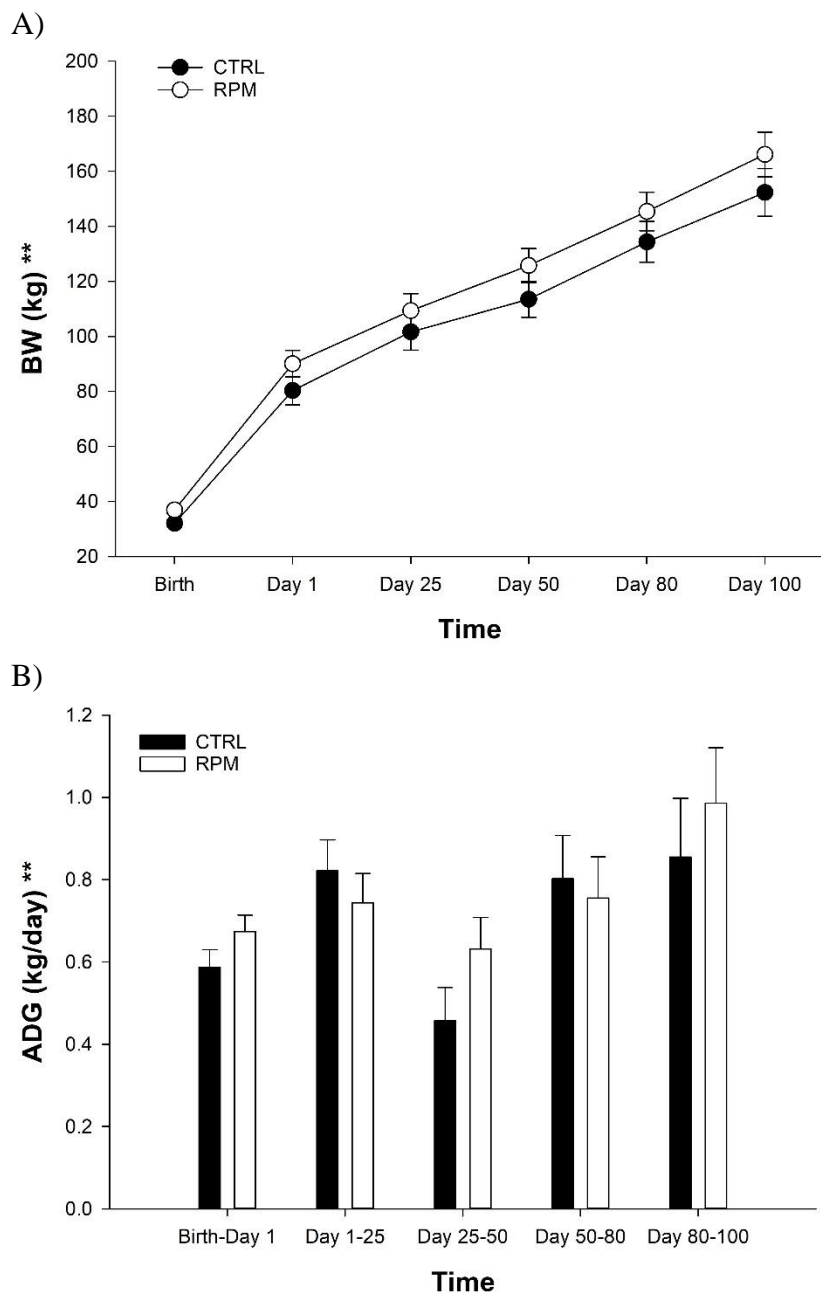 A)
CTRL
RPM
200
180
160
140
120
100
80
60
40
20
BW (kg) **
Birth Day 1 Day 25 Day 50 Day 80 Day 100
Time
B)
CTRL
RPM
1.2
1.0
0.8
0.6
0.4
0.2
0.0
ADG (kg/day) **
Birth-Day 1 Day 1-25 Day 25-50 Day 50-80 Day 80-100
Time